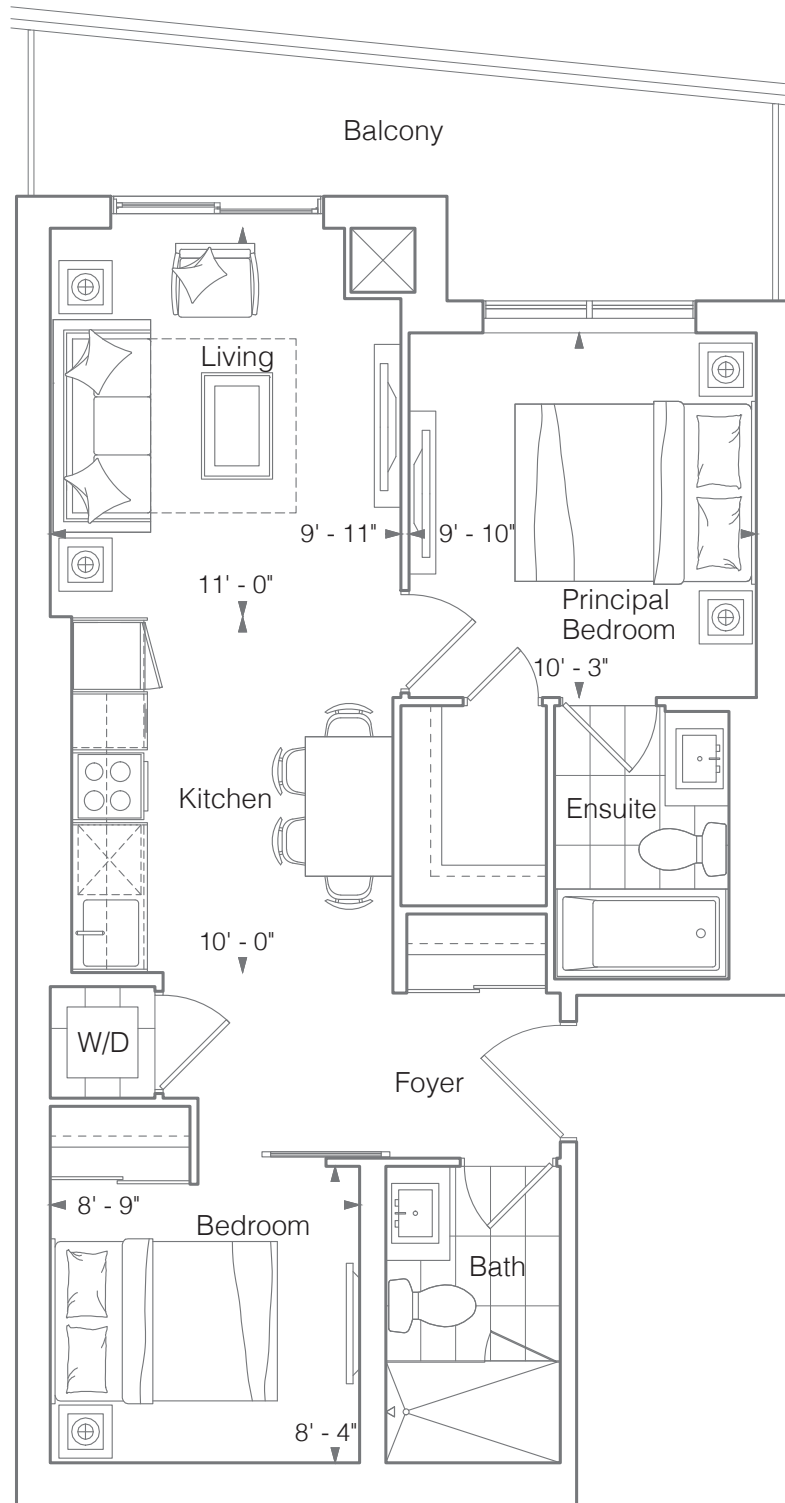 Balcony
Living
9' - 11"
9' - 10"
11' - 0"
Principal
Bedroom
10' - 3"
Kitchen
Ensuite
10' - 0"
W/D
Foyer
8' - 9"
Bedroom
Bath
8' - 4"